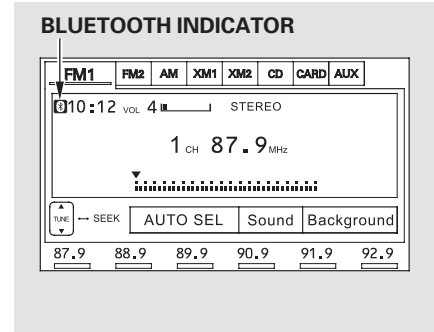 BLUETOOTH INDICATOR
FM1 FM2 AM XM1 XM2 CD CARD AUX
10:12 VOL 4 STEREO
1 CH 87.9 MHz
TUNE SEEK AUTO SEL Sound Background
87.9 88.9 89.9 90.9 91.9 92.9